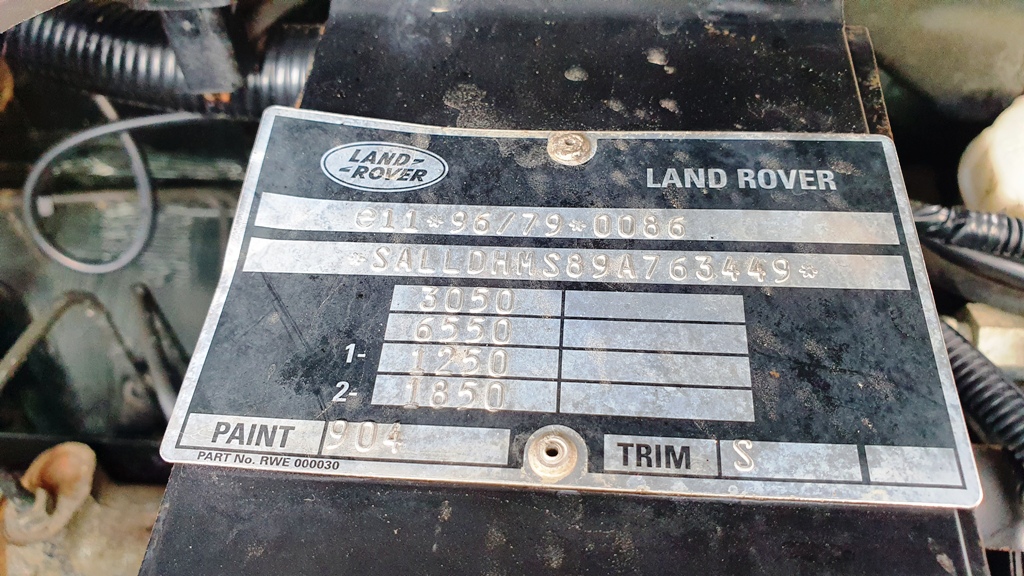 LAND-
-ROVER
LAND ROVER
e11*96/79*0086
*SALLDHMS89A763449*
3050
6550
1- 1250
2- 1850
PAINT 904
TRIM S
PART No. RWE 000030